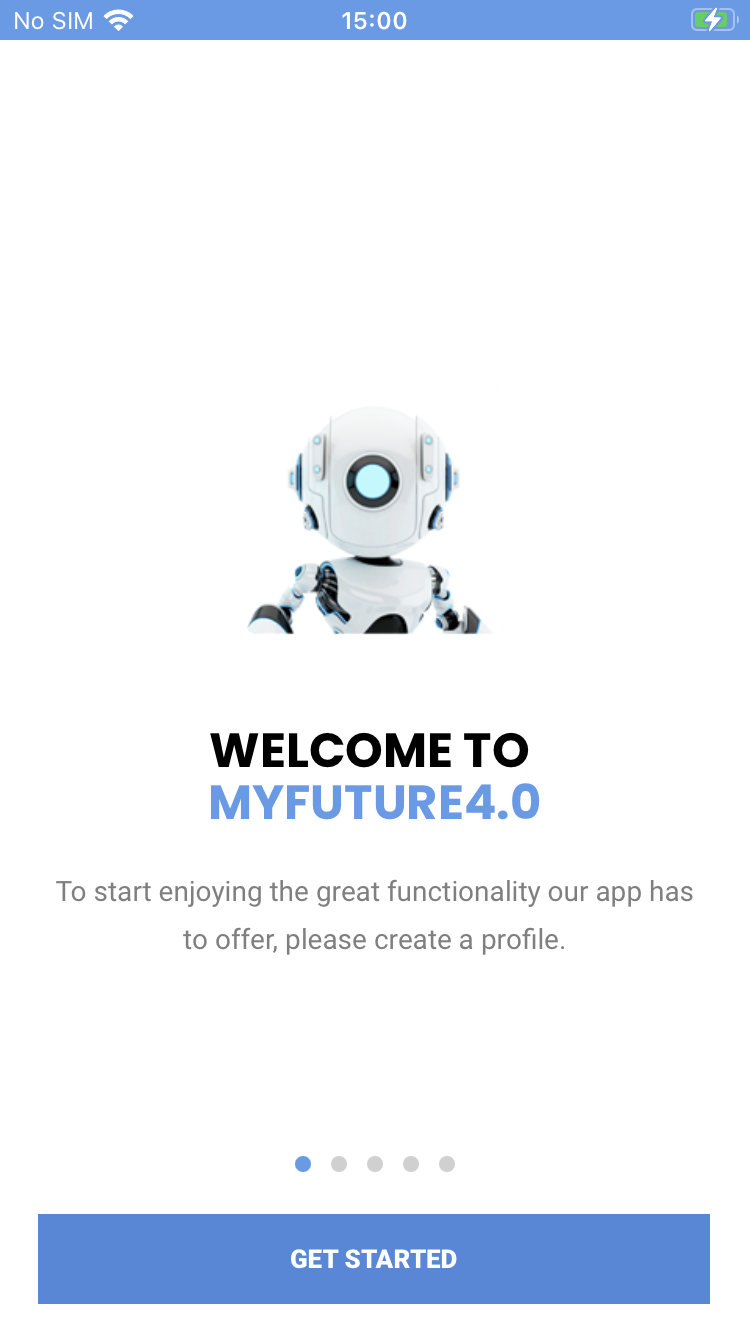 No SIM 15:00
WELCOME TO
MYFUTURE4.0
To start enjoying the great functionality our app has
to offer, please create a profile.
GET STARTED